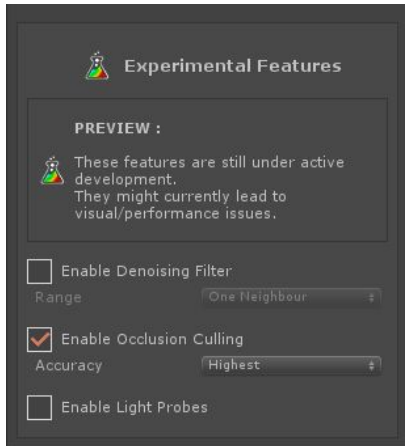 Experimental Features
PREVIEW :
These features are still under active
development.
They might currently lead to
visual/performance issues.
Enable Denoising Filter
Range One Neighbour
Enable Occlusion Culling
Accuracy Highest
Enable Light Probes